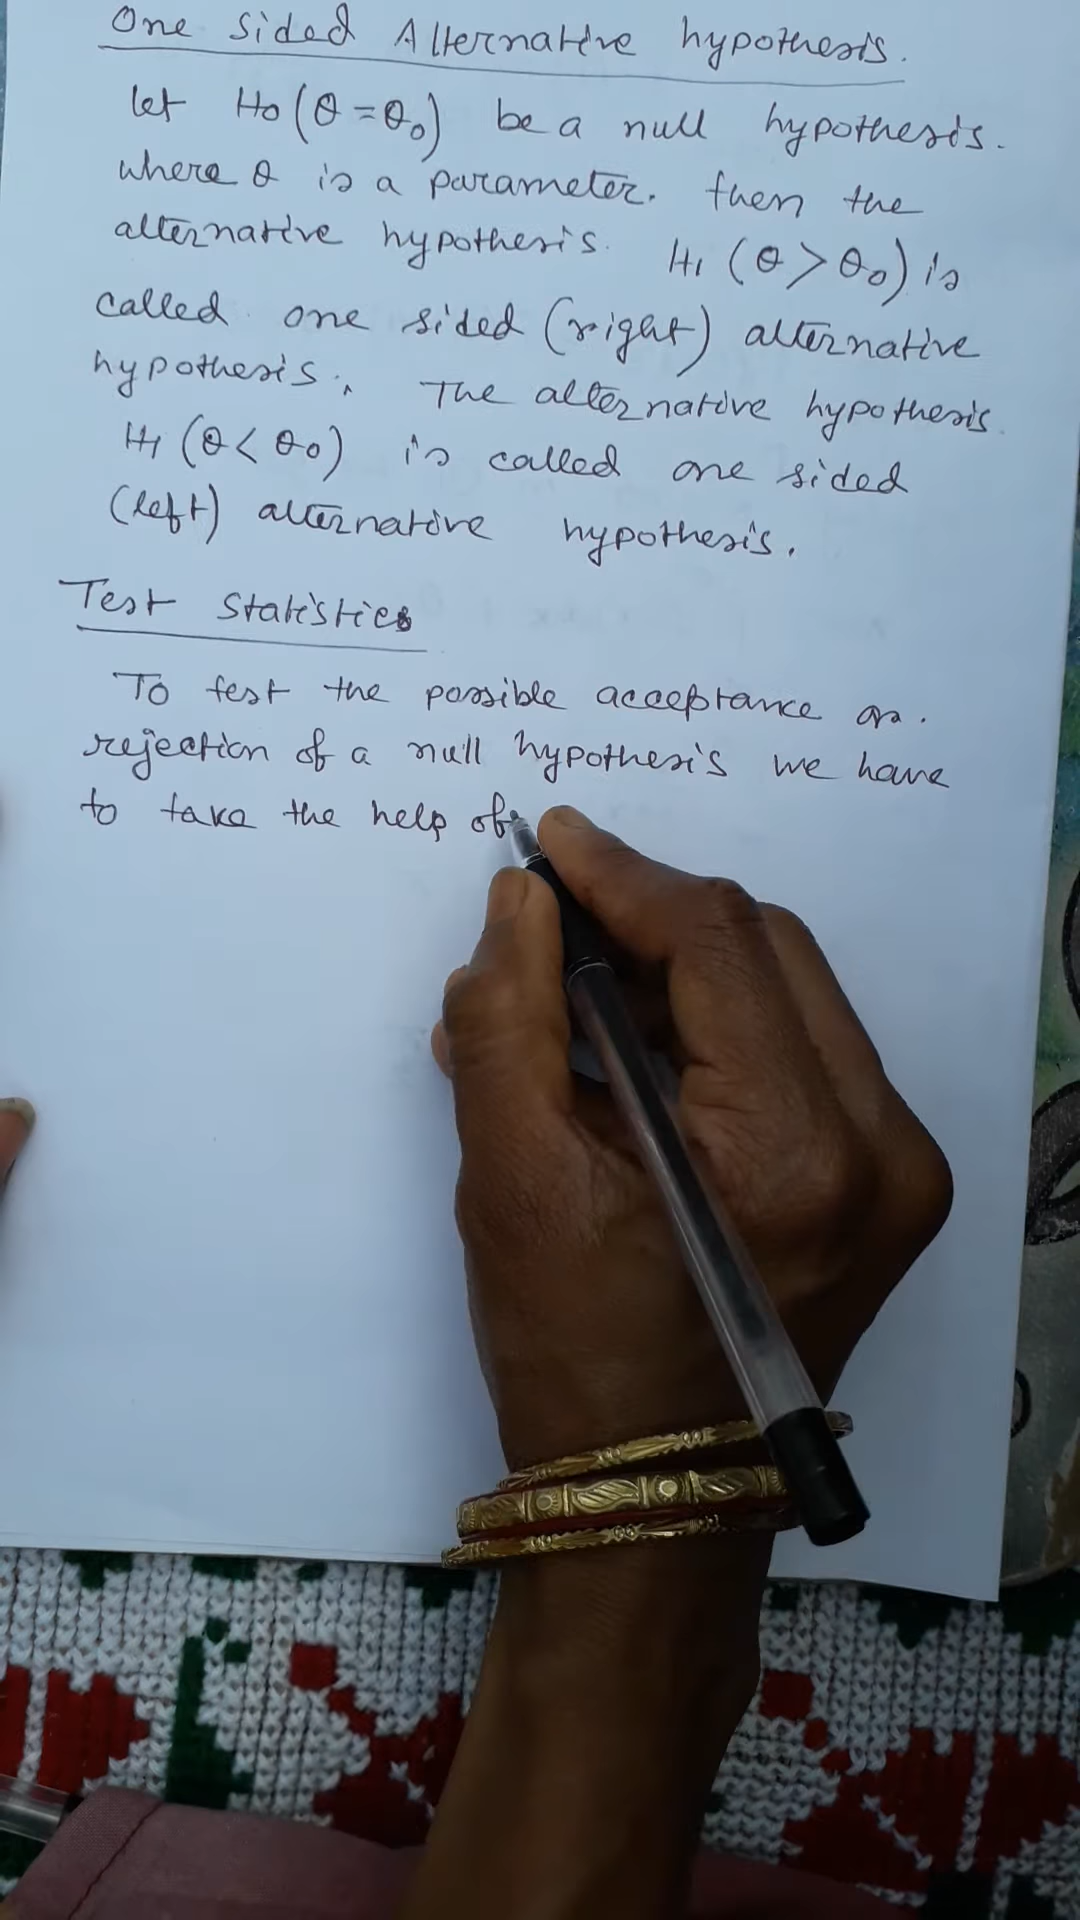 One sided Alternative hypothesis.
let H0 (θ = θ0) be a null hypothesis.
where θ is a parameter. then the
alternative hypothesis. H1 (θ > θ0) is
called one sided (right) alternative
hypothesis. The alternative hypothesis
H1 (θ < θ0) is called one sided
(left) alternative hypothesis.
Test Statistics
To test the possible acceptance or
rejection of a null hypothesis we have
to take the help of